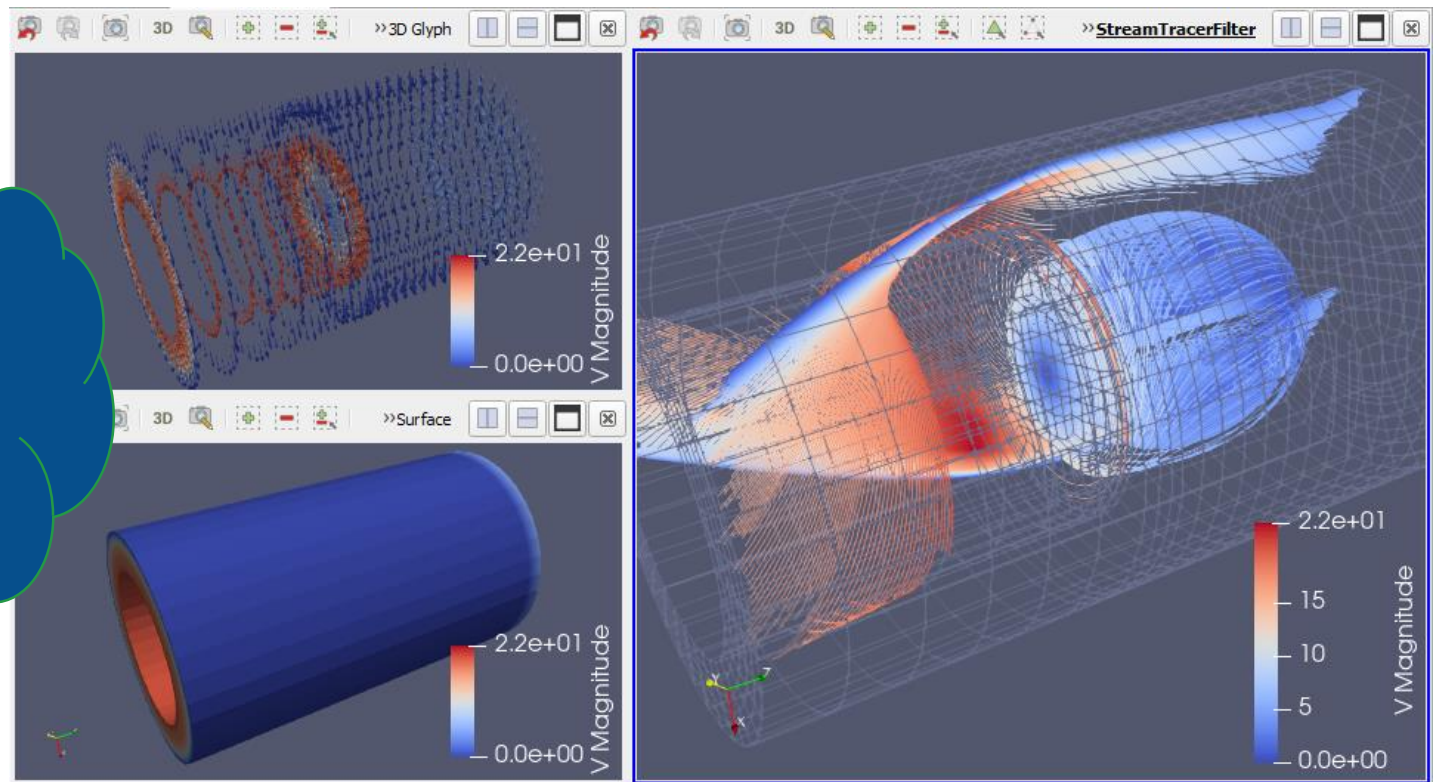 3D »3D Glyph
2.2e+01
0.0e+00
V Magnitude
3D »Surface
2.2e+01
0.0e+00
V Magnitude
3D »StreamTracerFilter
2.2e+01
15
10
5
0.0e+00
V Magnitude
Y
Z
X